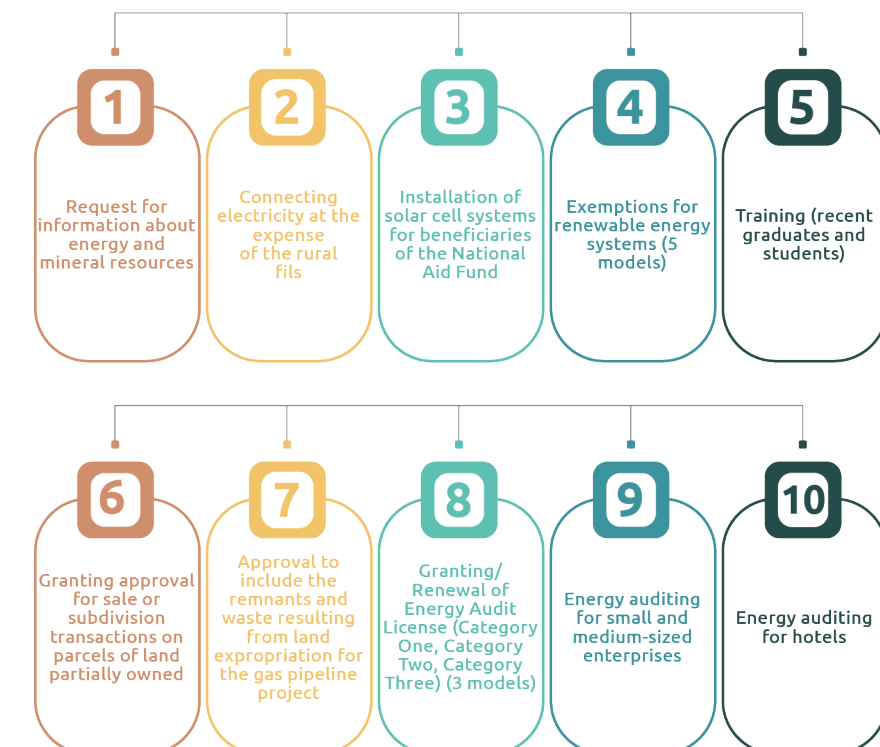 1
Request for
information about
energy and
mineral resources
2
Connecting
electricity at the
expense
of the rural
fils
3
Installation of
solar cell systems
for beneficiaries
of the National
Aid Fund
4
Exemptions for
renewable energy
systems (5
models)
5
Training (recent
graduates and
students)
6
Granting approval
for sale or
subdivision
transactions on
parcels of land
partially owned
7
Approval to
include the
remnants and
waste resulting
from land
expropriation for
the gas pipeline
project
8
Granting/
Renewal of
Energy Audit
License (Category
One, Category
Two, Category
Three) (3 models)
9
Energy auditing
for small and
medium-sized
enterprises
10
Energy auditing
for hotels